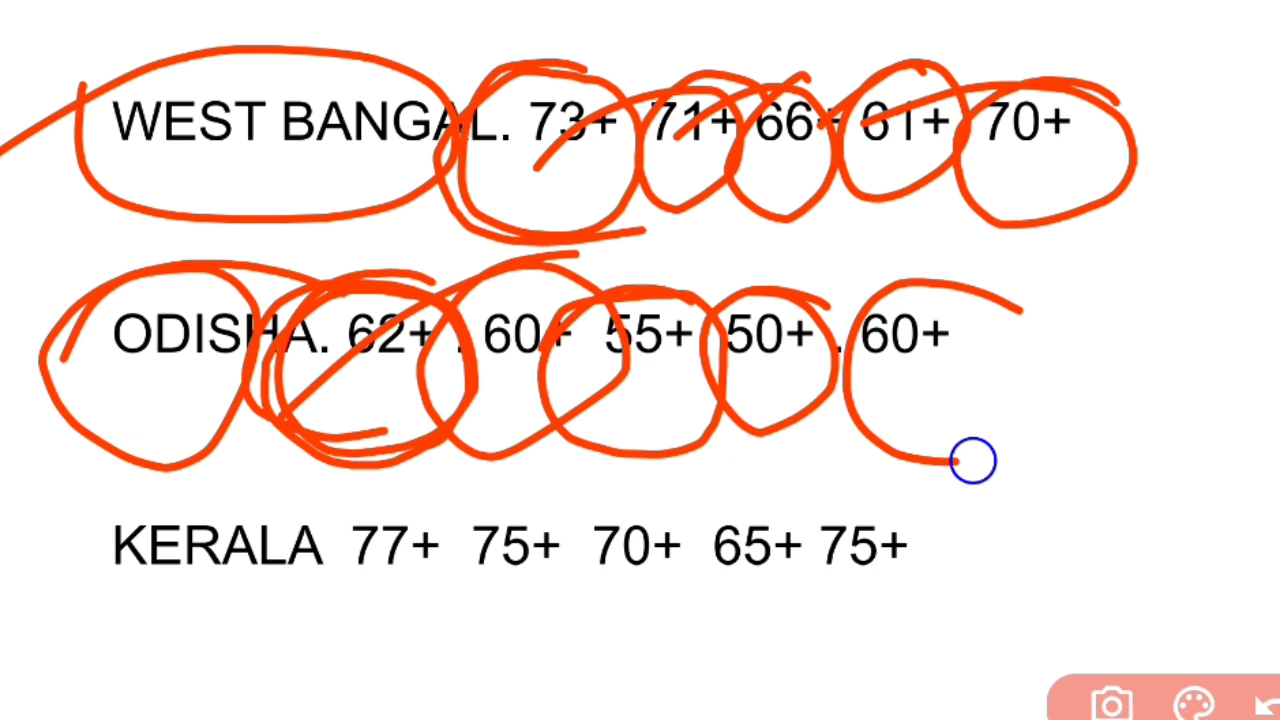 WEST BANGAL. 73+ 71+ 66+ 61+ 70+
ODISHA. 62+ . 60+ 55+ 50+ . 60+
KERALA 77+ 75+ 70+ 65+ 75+